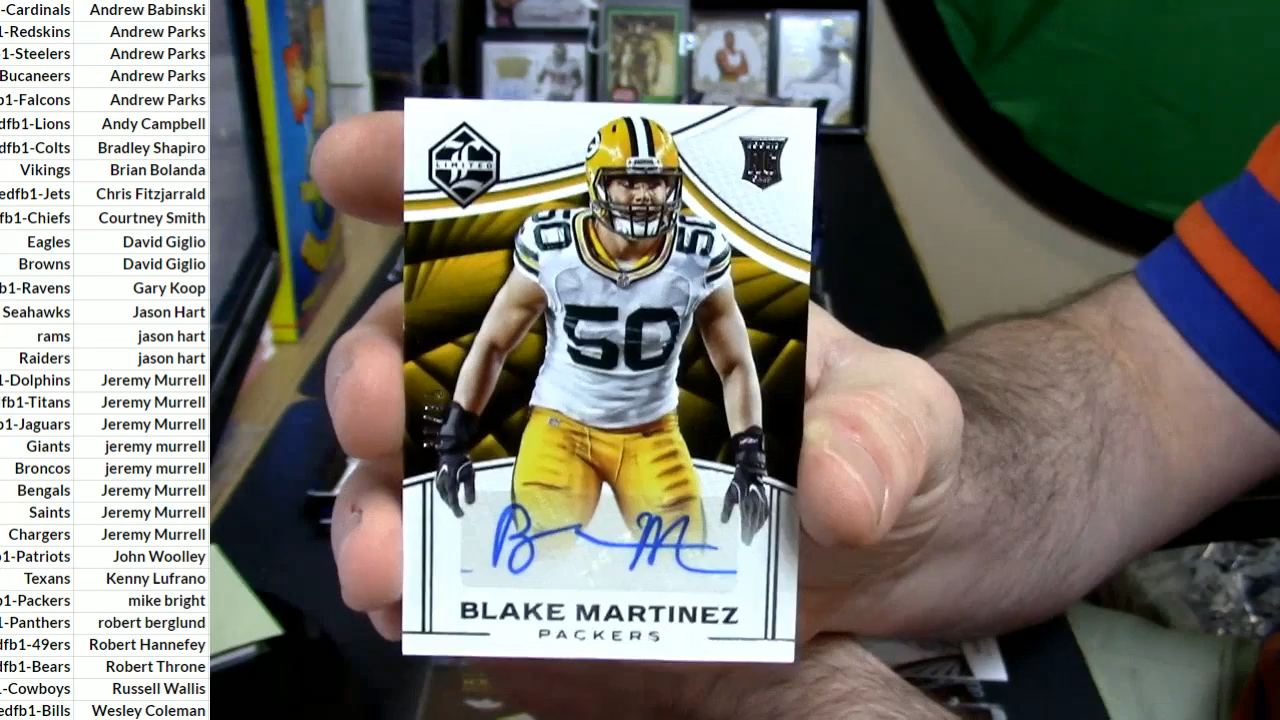 -Cardinals Andrew Babinski
1-Redskins Andrew Parks
1-Steelers Andrew Parks
Bucaneers Andrew Parks
b1-Falcons Andrew Parks
dfb1-Lions Andy Campbell
dfb1-Colts Bradley Shapiro
Vikings Brian Bolanda
edfb1-Jets Chris Fitzjarrald
fb1-Chiefs Courtney Smith
Eagles David Giglio
Browns David Giglio
b1-Ravens Gary Koop
Seahawks Jason Hart
rams jason hart
Raiders jason hart
1-Dolphins Jeremy Murrell
fb1-Titans Jeremy Murrell
b1-Jaguars Jeremy Murrell
Giants jeremy murrell
Broncos jeremy murrell
Bengals Jeremy Murrell
Saints Jeremy Murrell
Chargers Jeremy Murrell
b1-Patriots John Woolley
Texans Kenny Lufrano
b1-Packers mike bright
1-Panthers robert berglund
dfb1-49ers Robert Hannefey
dfb1-Bears Robert Throne
1-Cowboys Russell Wallis
edfb1-Bills Wesley Coleman
LIMITED
50
50
50
BLAKE MARTINEZ
PACKERS